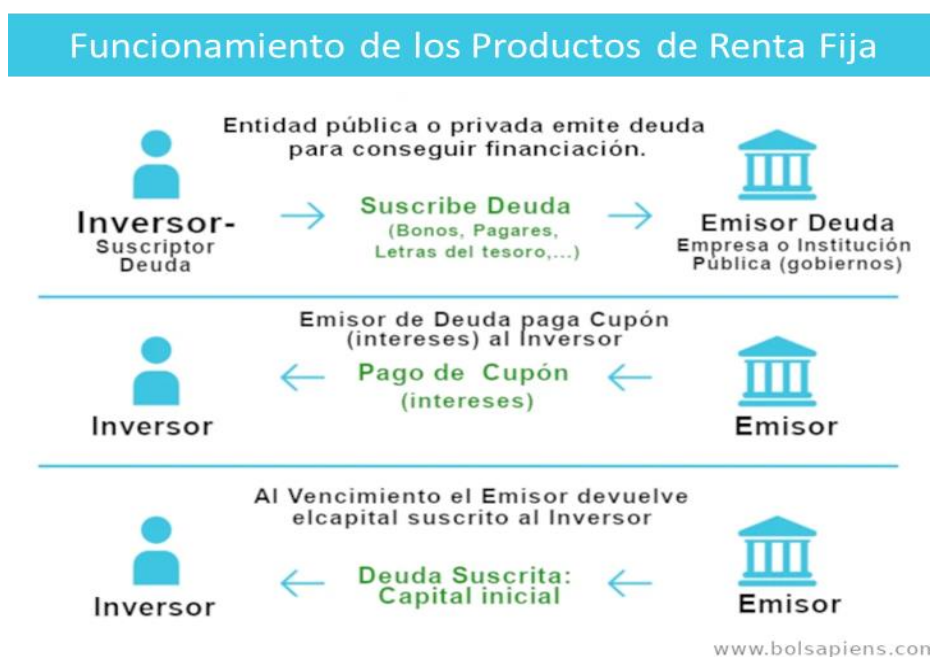 Funcionamiento de los Productos de Renta Fija
Entidad pública o privada emite deuda
para conseguir financiación.
Inversor-
Suscriptor
Deuda
Suscribe Deuda
(Bonos, Pagares,
Letras del tesoro,...)
Emisor Deuda
Empresa o Institución
Pública (gobiernos)
Emisor de Deuda paga Cupón
(intereses) al Inversor
Inversor
Pago de Cupón
(intereses)
Emisor
Al Vencimiento el Emisor devuelve
elcapital suscrito al Inversor
Inversor
Deuda Suscrita:
Capital inicial
Emisor
www.bolsapiens.com